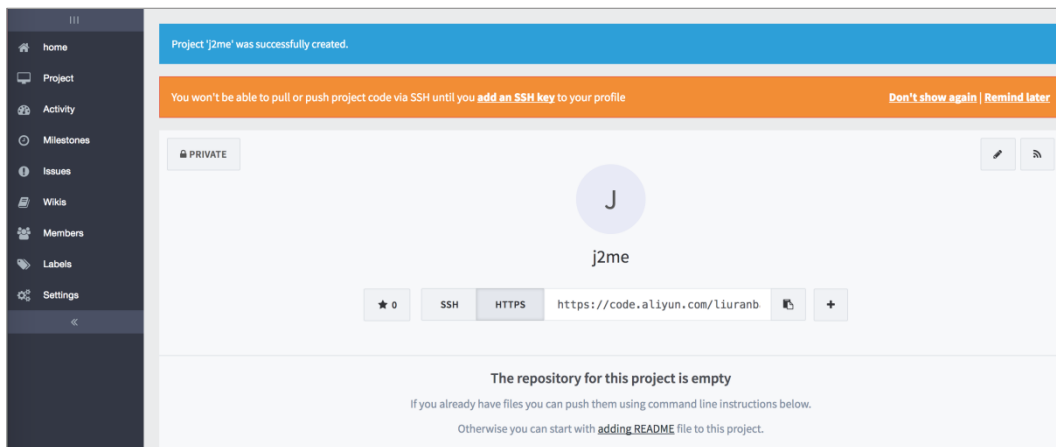 home
Project
Activity
Milestones
Issues
Wikis
Members
Labels
Settings
Project 'j2me' was successfully created.
You won't be able to pull or push project code via SSH until you add an SSH key to your profile
Don't show again | Remind later
PRIVATE
J
j2me
0 SSH HTTPS https://code.aliyun.com/liuranb
The repository for this project is empty
If you already have files you can push them using command line instructions below.
Otherwise you can start with adding README file to this project.